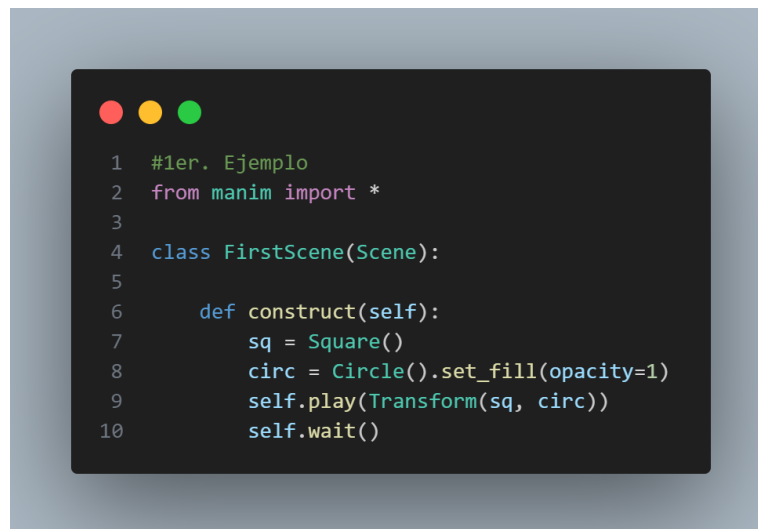 1 #1er. Ejemplo
2 from manim import *
3
4 class FirstScene(Scene):
5
6     def construct(self):
7         sq = Square()
8         circ = Circle().set_fill(opacity=1)
9         self.play(Transform(sq, circ))
10         self.wait()